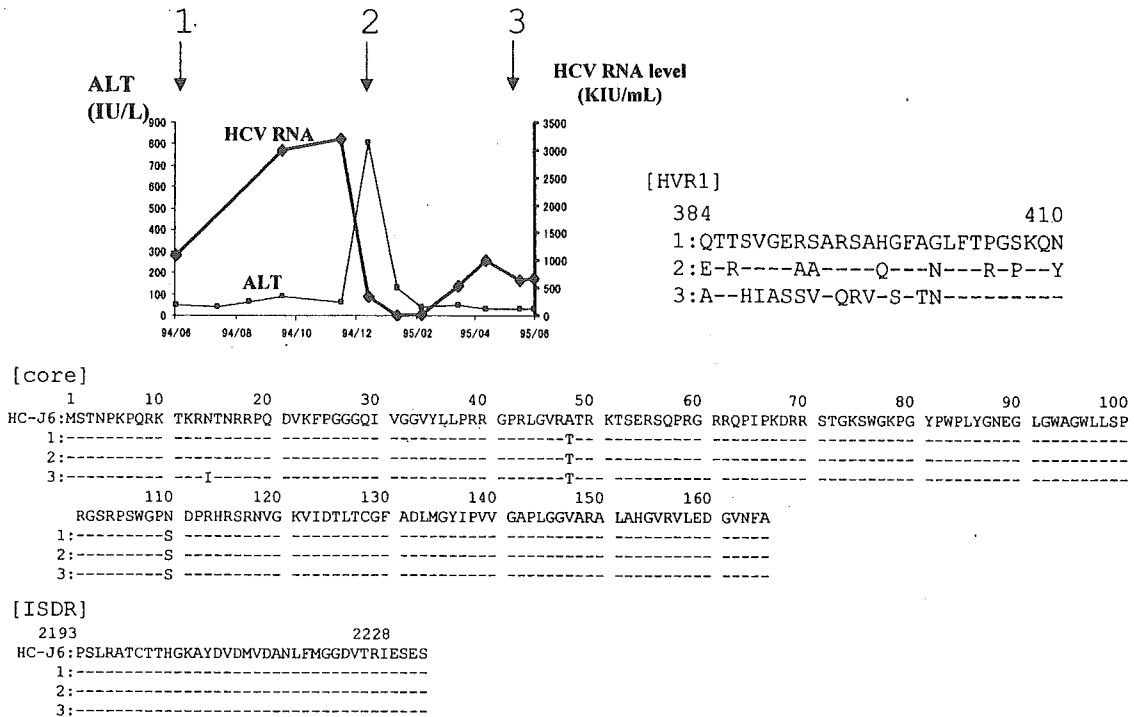 1 2 3
ALT
(IU/L)
HCV RNA level
(KIU/mL)
900
800
700
600
500
400
300
200
100
0
HCV RNA
ALT
3500
3000
2500
2000
1500
1000
500
0
94/06 94/08 94/10 94/12 95/02 95/04 95/06
[HVR1]
384 410
1:QTTSVGERSARSAHGFAGLFTPGSKQN
2:E-R----AA----Q---N---R-P--Y
3:A--HIASSV-QRV-S-TN---------
[core]
1 10 20 30 40 50 60 70 80 90 100
HC-J6:MSTNPKPQRK TKRNTNRRPQ DVKFPGGGQI VGGVYLLPRR GPRLGVRATR KTSERSQPRG RRQPIPKDRR STGKSWGKPG YPWPLYGNEG LGWAGWLLSP
1:---------- ---------- ---------- ---------- -------T-- ---------- ---------- ---------- ---------- ----------
2:---------- ---------- ---------- ---------- -------T-- ---------- ---------- ---------- ---------- ----------
3:---------- ----I----- ---------- ---------- -------T-- ---------- ---------- ---------- ---------- ----------
110 120 130 140 150 160
RGSRPSWGPN DPRHRSRNVG KVIDTLTCGF ADLMGYIPVV GAPLGGVARA LAHGVRVLED GVNFA
1:---------S ---------- ---------- ---------- ---------- ---------- -----
2:---------S ---------- ---------- ---------- ---------- ---------- -----
3:---------S ---------- ---------- ---------- ---------- ---------- -----
[ISDR]
2193 2228
HC-J6:PSLRATCTTHGKAYDVDMVDANLFMGGDVTRIESES
1:------------------------------------
2:------------------------------------
3:------------------------------------